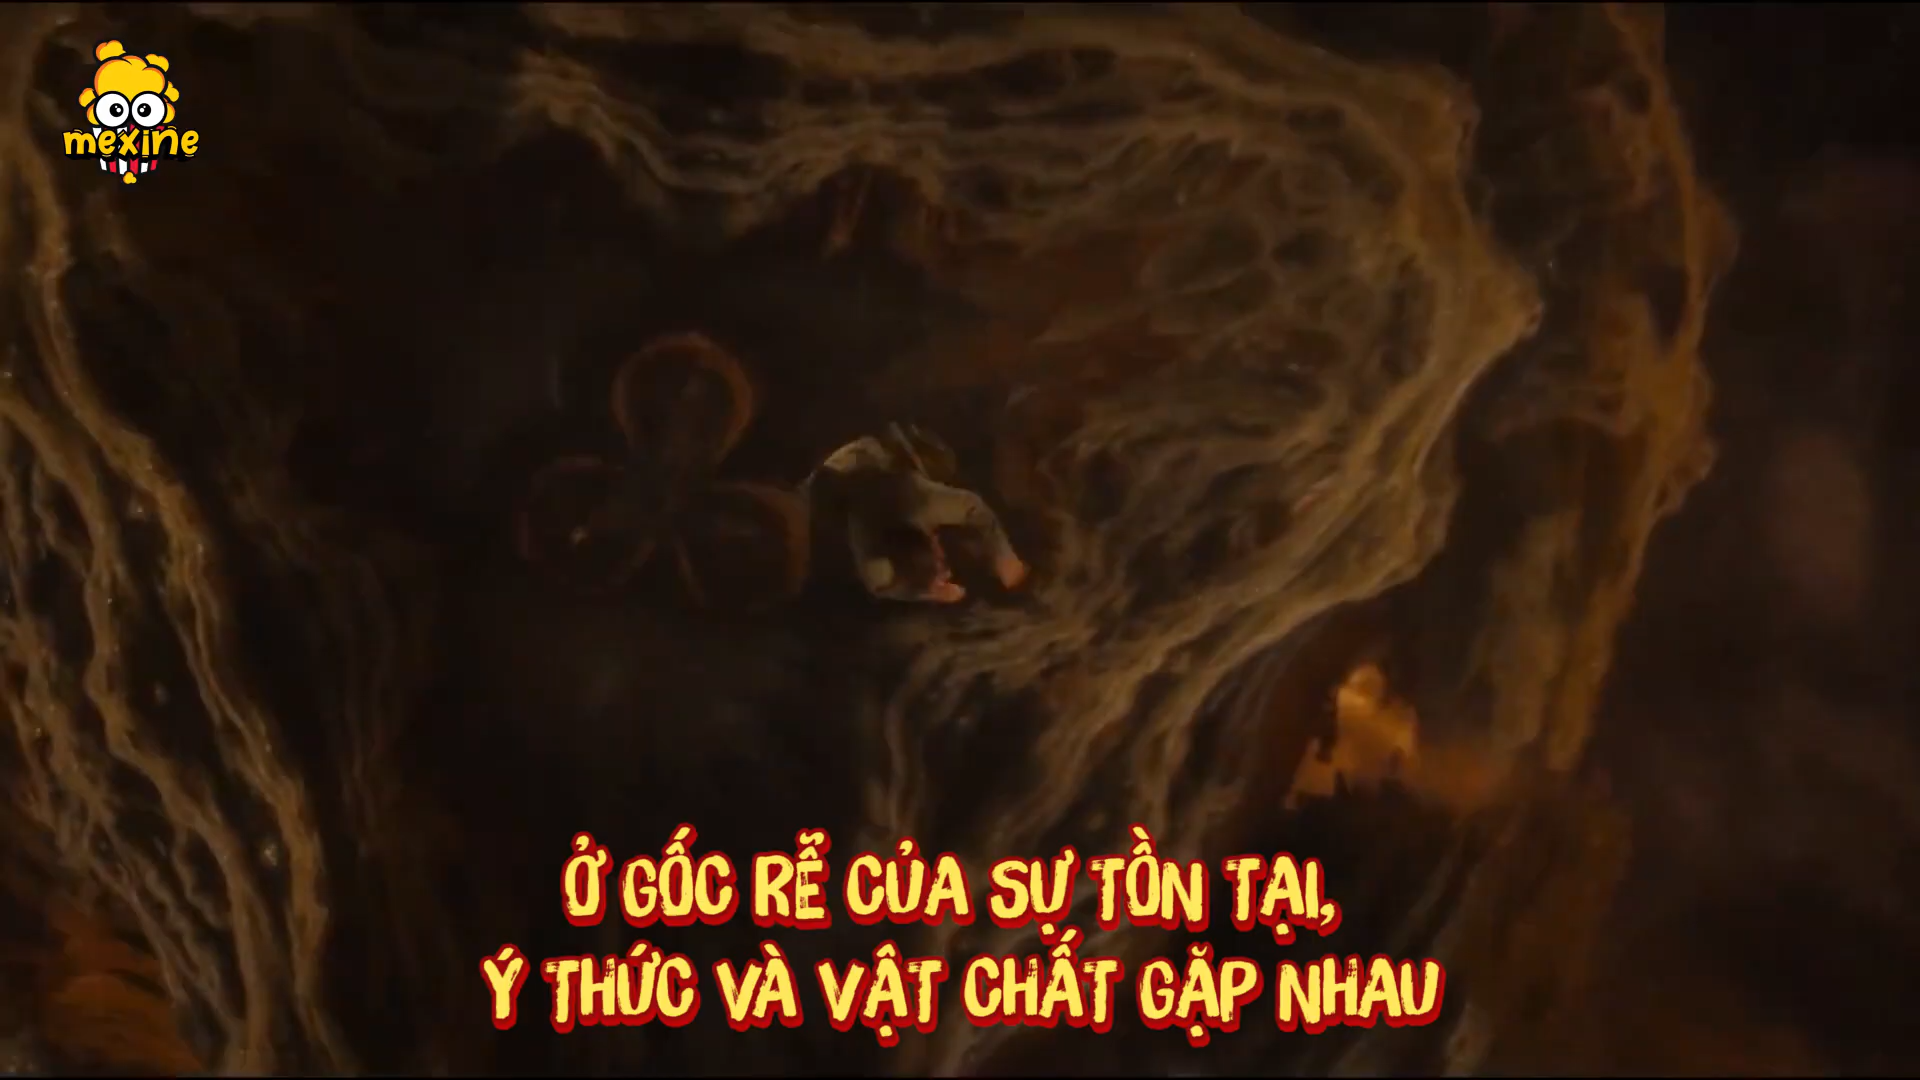 mexine
Ở GỐC RỄ CỦA SỰ TỒN TẠI,
Ý THỨC VÀ VẬT CHẤT GẶP NHAU